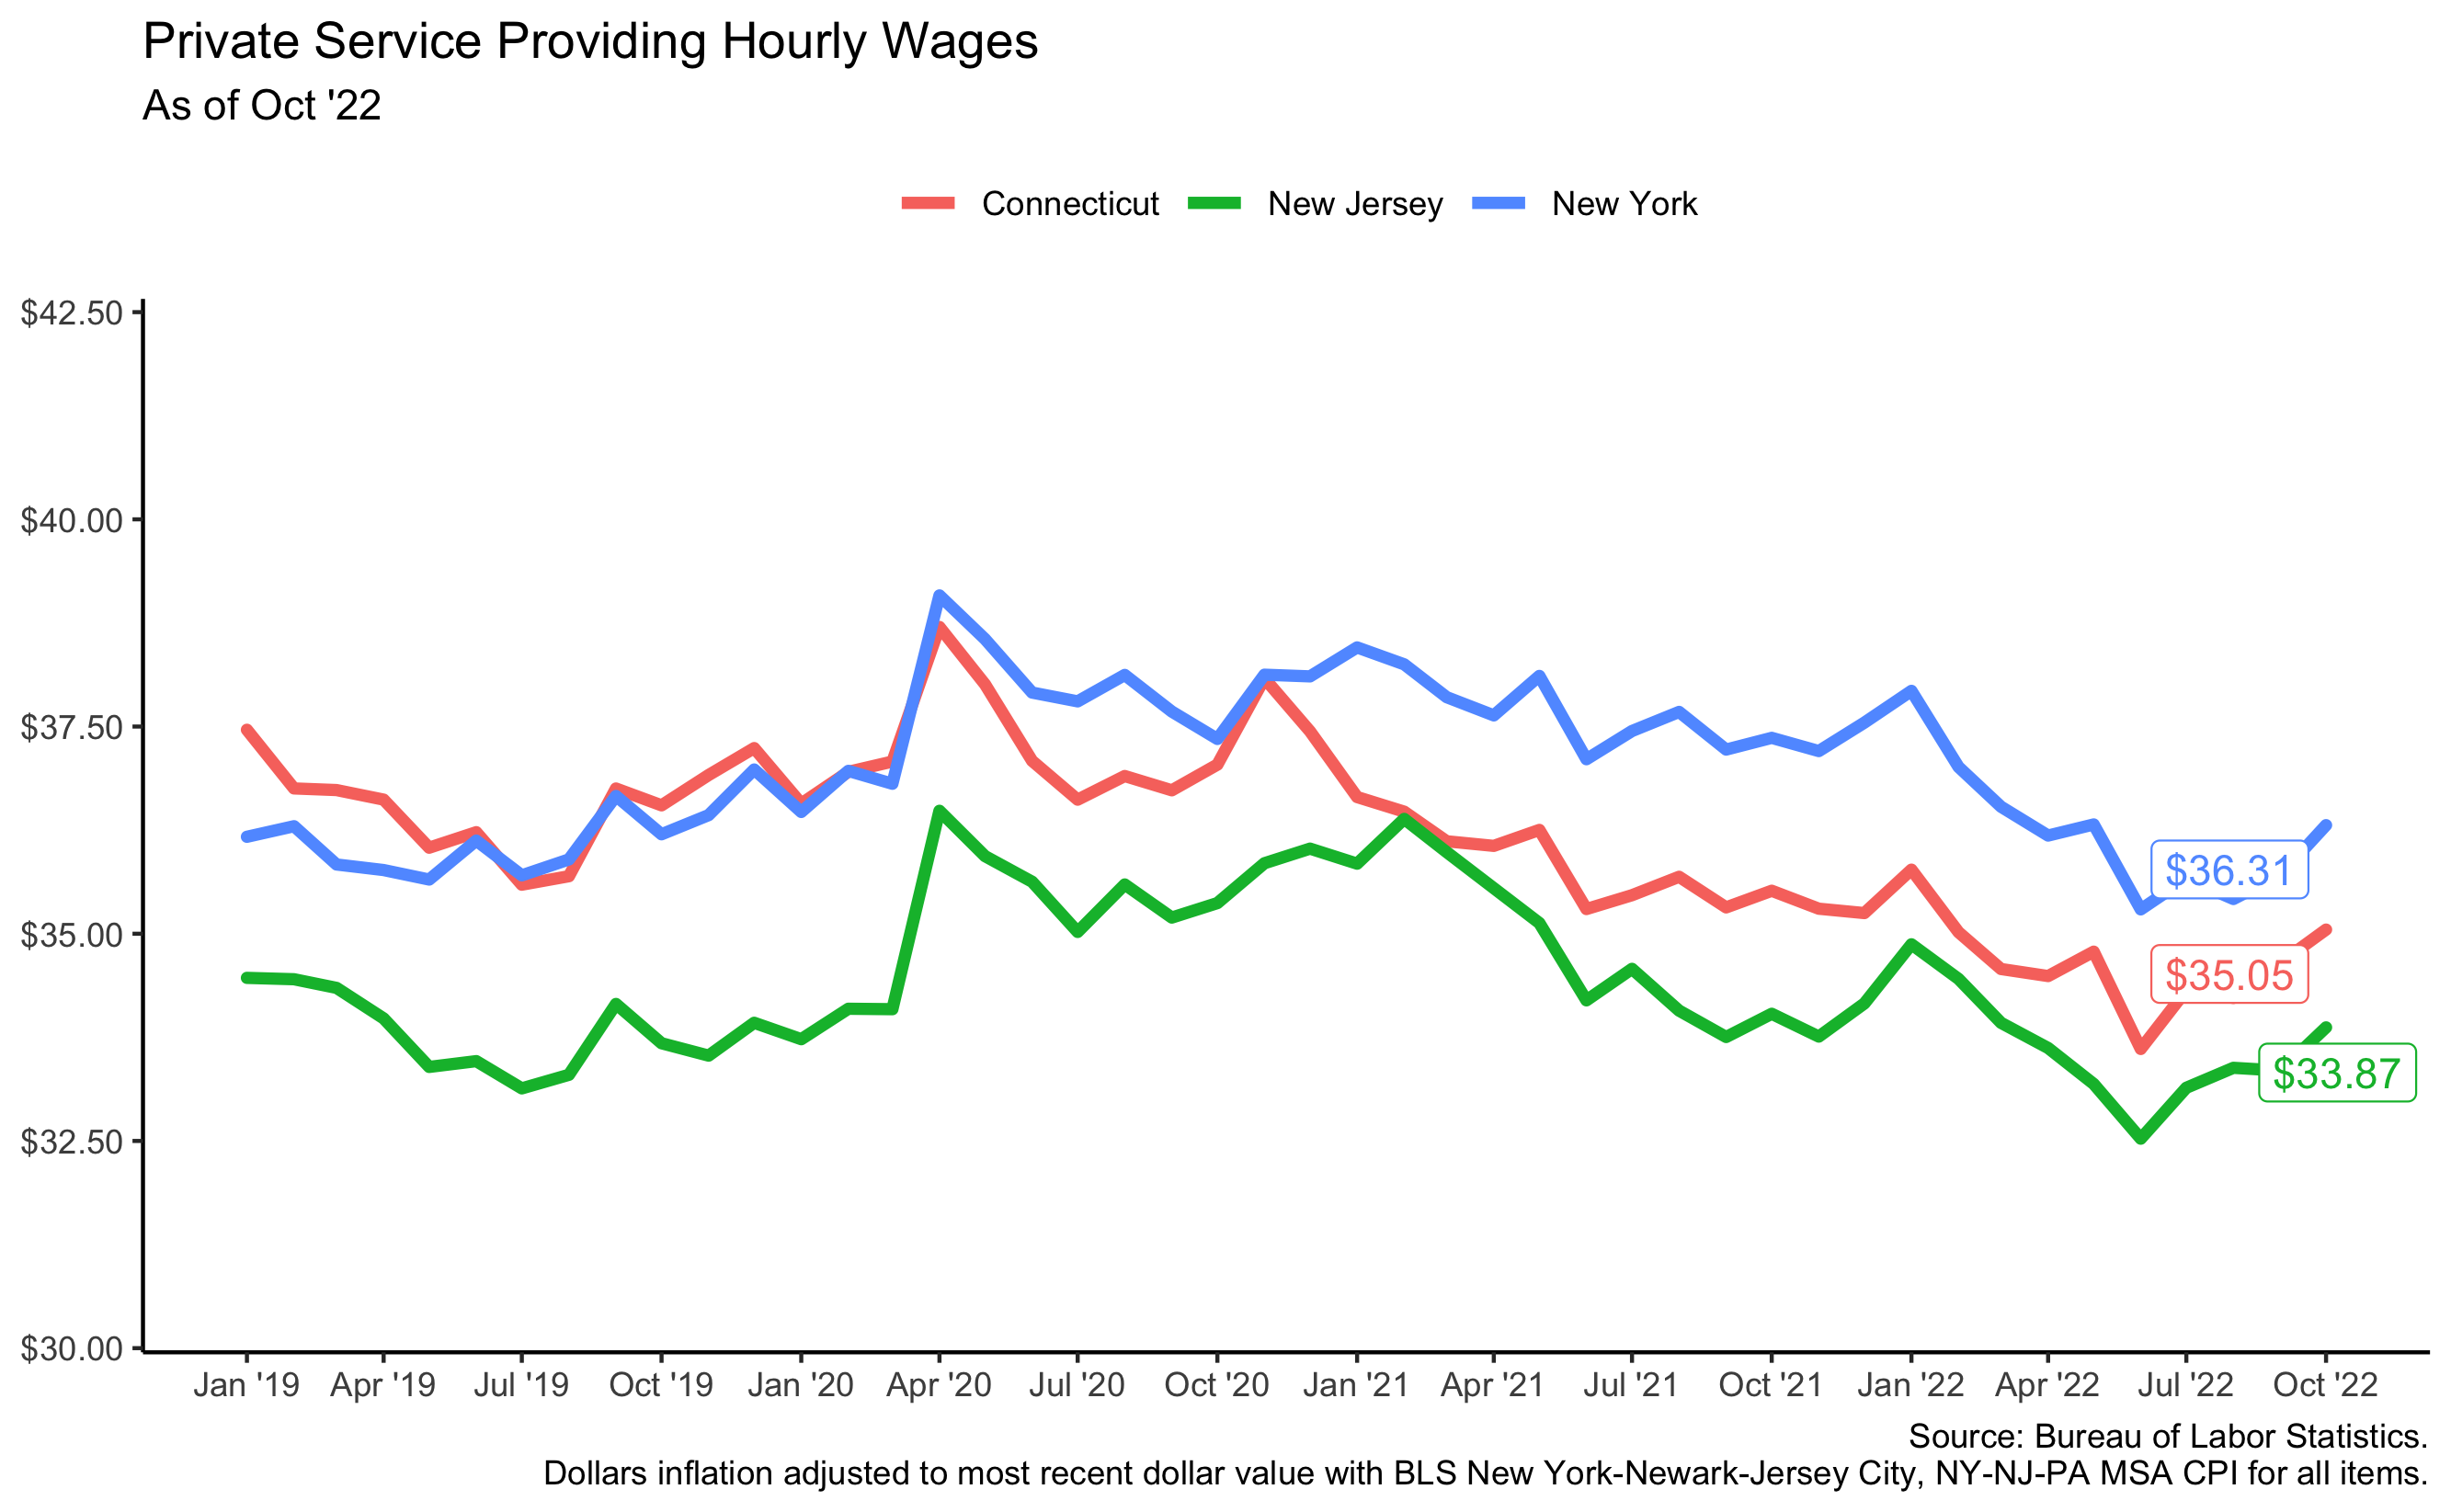 Private Service Providing Hourly Wages
As of Oct '22
Connecticut New Jersey New York
$42.50
$40.00
$37.50
$35.00
$32.50
$30.00
$36.31
$35.05
$33.87
Jan '19 Apr '19 Jul '19 Oct '19 Jan '20 Apr '20 Jul '20 Oct '20 Jan '21 Apr '21 Jul '21 Oct '21 Jan '22 Apr '22 Jul '22 Oct '22
Source: Bureau of Labor Statistics.
Dollars inflation adjusted to most recent dollar value with BLS New York-Newark-Jersey City, NY-NJ-PA MSA CPI for all items.